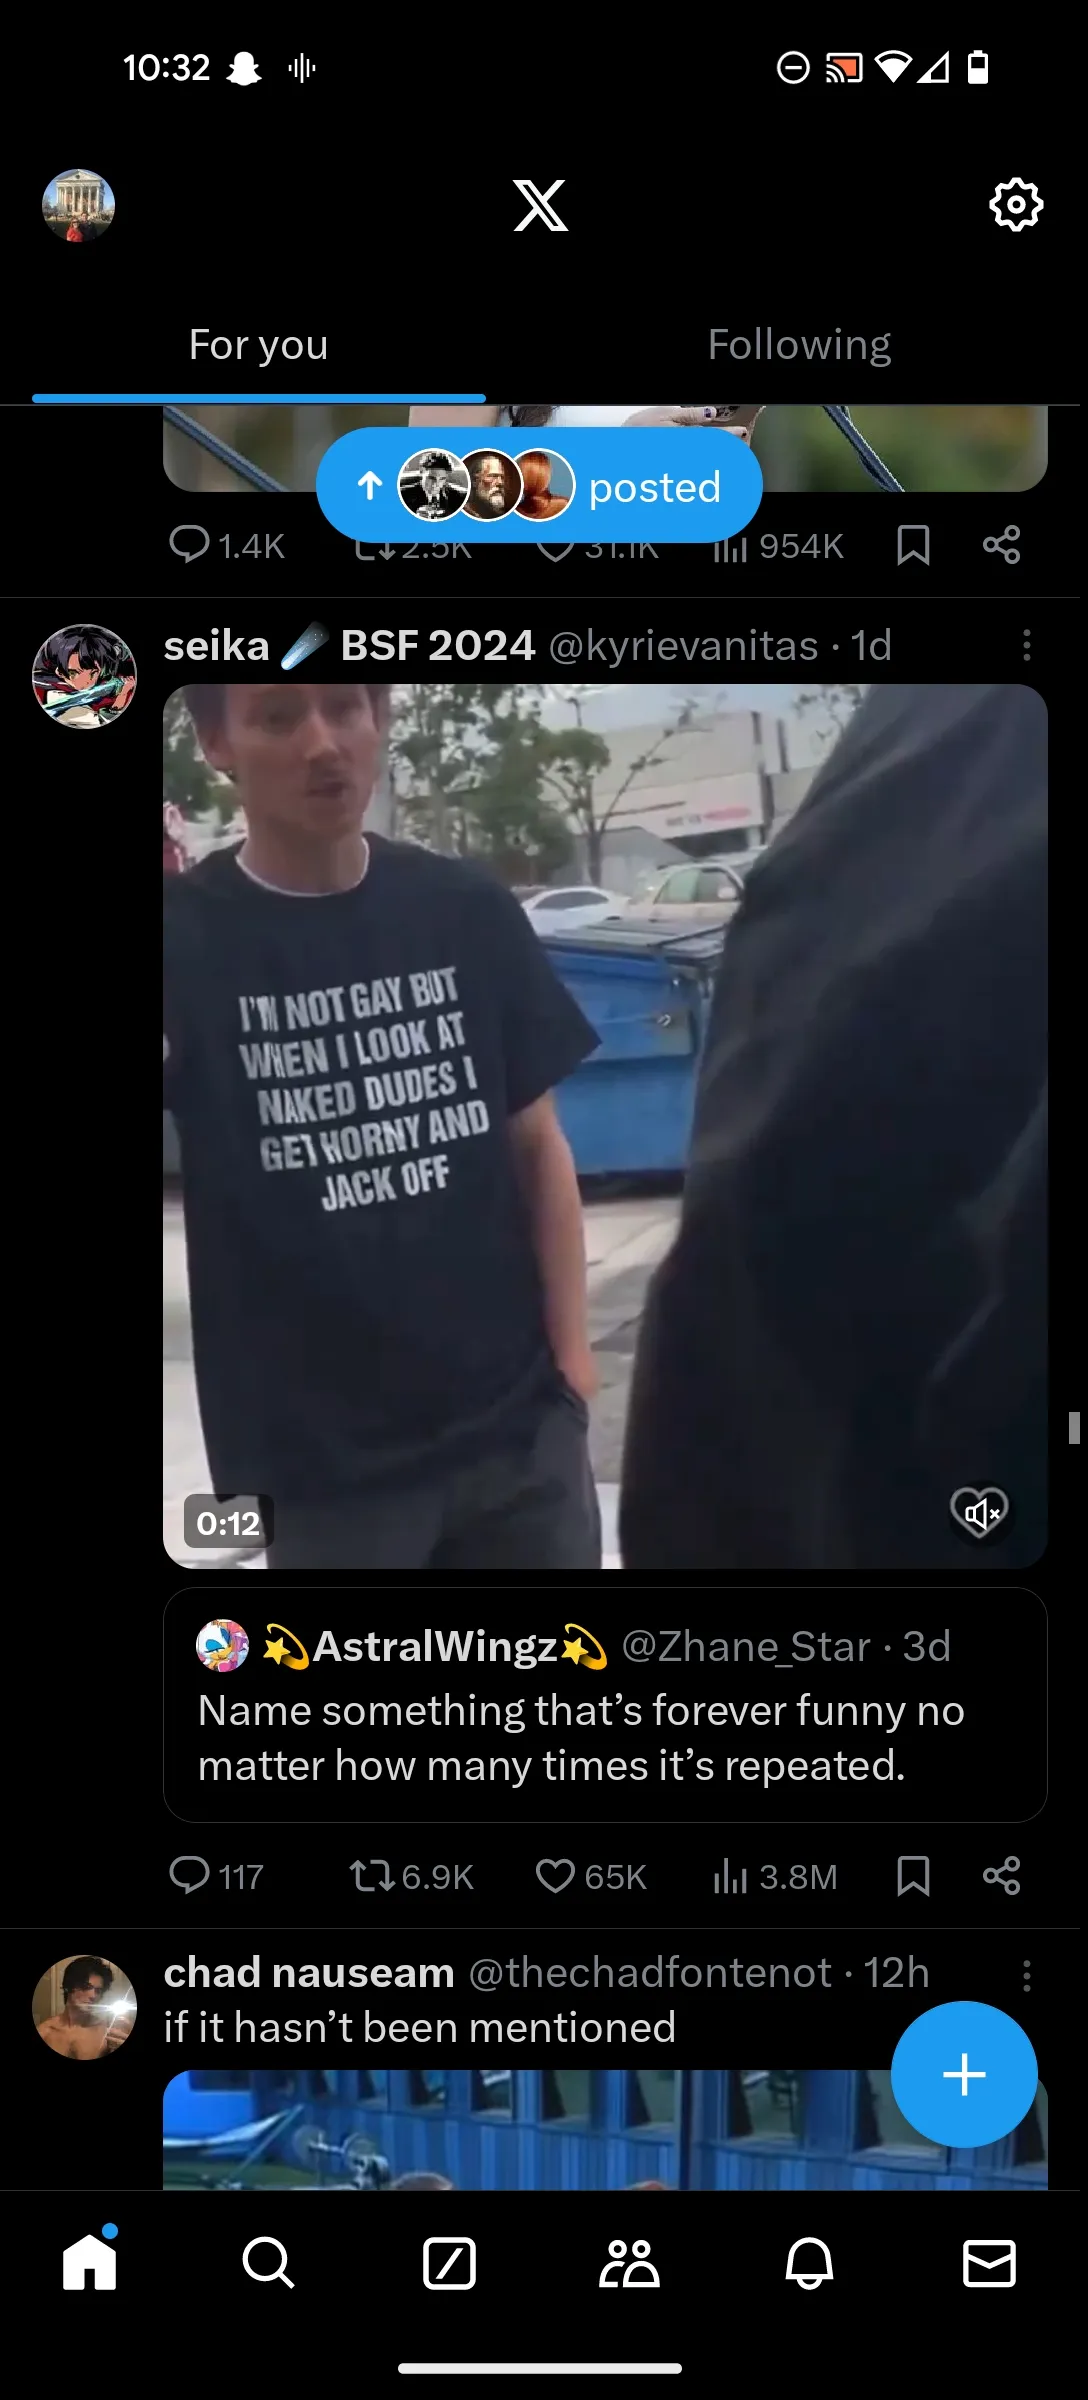 10:32
For you Following
posted
1.4K 2.5K 31.1K 954K
seika BSF 2024 @kyrievanitas · 1d
I'M NOT GAY BUT
WHEN I LOOK AT
NAKED DUDES I
GET HORNY AND
JACK OFF
0:12
AstralWingz @Zhane_Star · 3d
Name something that's forever funny no
matter how many times it's repeated.
117 6.9K 65K 3.8M
chad nauseam @thechadfontenot · 12h
if it hasn't been mentioned